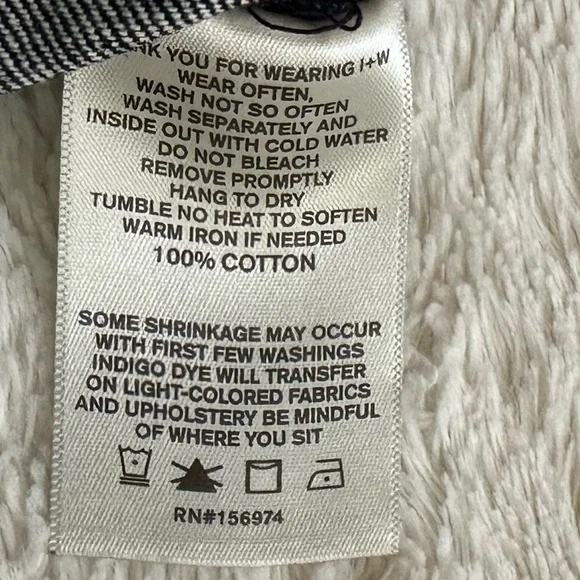 YOU FOR WEARING I+W
WEAR OFTEN,
WASH NOT SO OFTEN
WASH SEPARATELY AND
INSIDE OUT WITH COLD WATER
DO NOT BLEACH
REMOVE PROMPTLY
HANG TO DRY
TUMBLE NO HEAT TO SOFTEN
WARM IRON IF NEEDED
100% COTTON
SOME SHRINKAGE MAY OCCUR
WITH FIRST FEW WASHINGS
INDIGO DYE WILL TRANSFER
ON LIGHT-COLORED FABRICS
AND UPHOLSTERY BE MINDFUL
OF WHERE YOU SIT
RN#156974